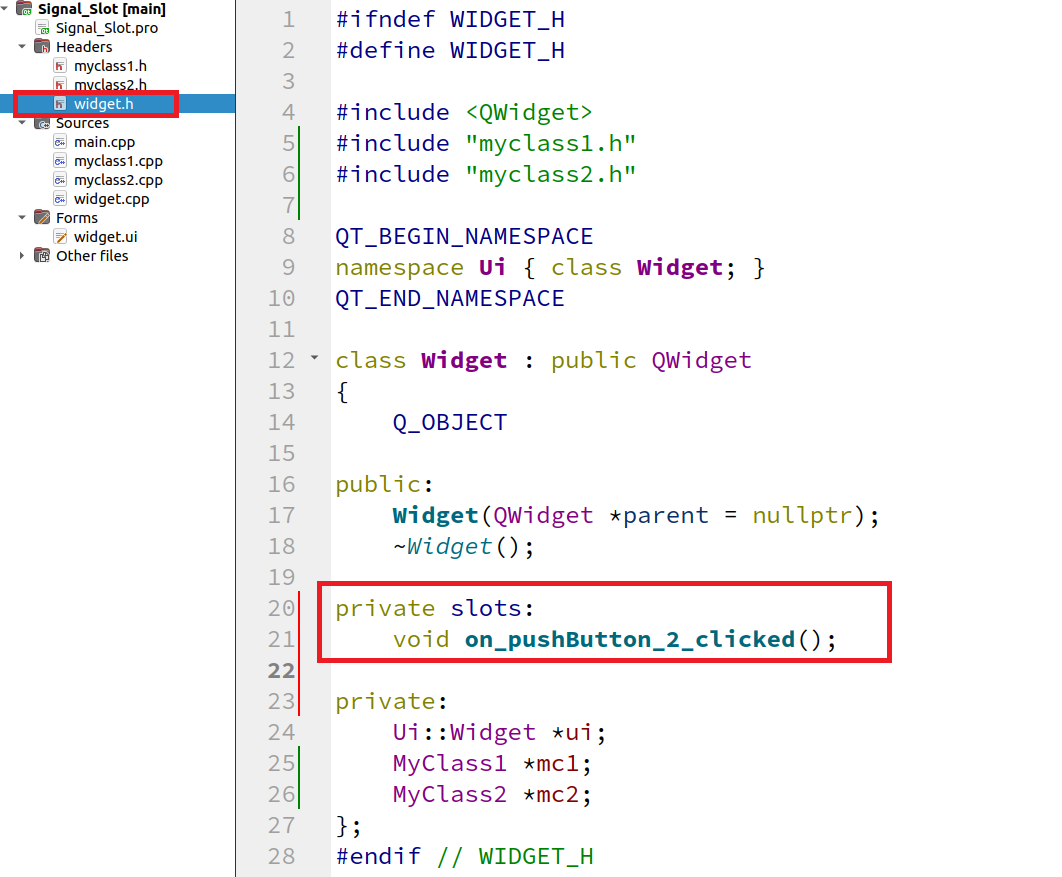 Signal_Slot [main]
Signal_Slot.pro
Headers
myclass1.h
myclass2.h
widget.h
Sources
main.cpp
myclass1.cpp
myclass2.cpp
widget.cpp
Forms
widget.ui
Other files
1 #ifndef WIDGET_H
2 #define WIDGET_H
3
4 #include <QWidget>
5 #include "myclass1.h"
6 #include "myclass2.h"
7
8 QT_BEGIN_NAMESPACE
9 namespace Ui { class Widget; }
10 QT_END_NAMESPACE
11
12 class Widget : public QWidget
13 {
14     Q_OBJECT
15
16 public:
17     Widget(QWidget *parent = nullptr);
18     ~Widget();
19
20 private slots:
21     void on_pushButton_2_clicked();
22
23 private:
24     Ui::Widget *ui;
25     MyClass1 *mc1;
26     MyClass2 *mc2;
27 };
28 #endif // WIDGET_H